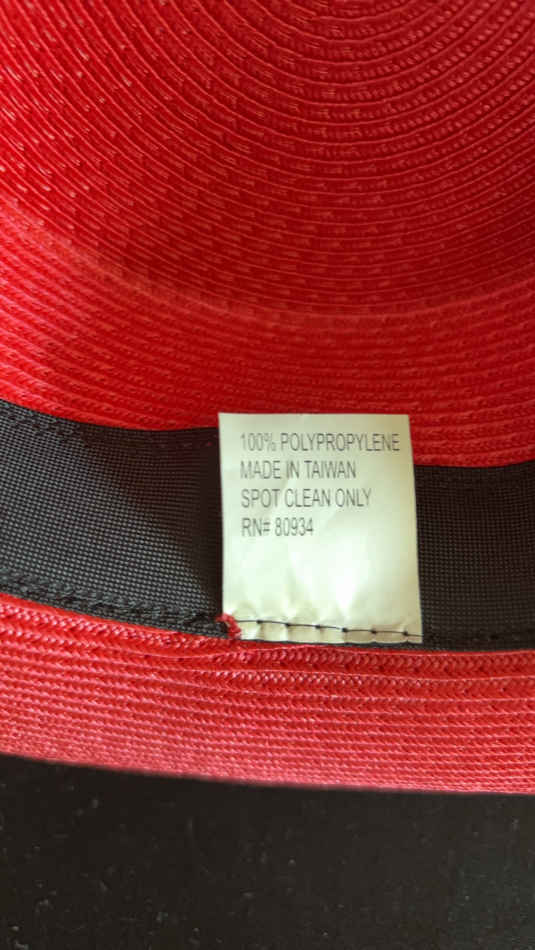 100% POLYPROPYLENE
MADE IN TAIWAN
SPOT CLEAN ONLY
RN# 80934